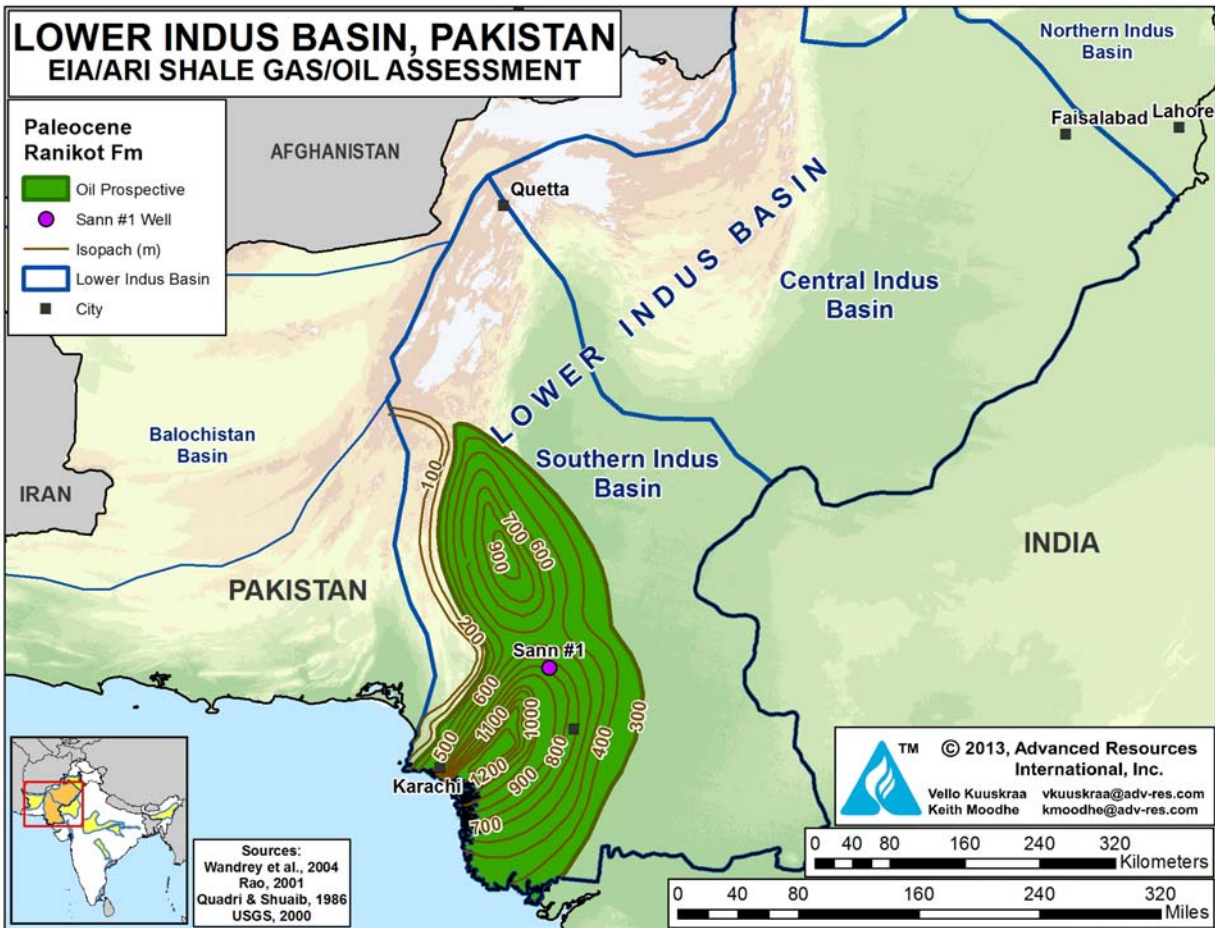 LOWER INDUS BASIN, PAKISTAN
EIA/ARI SHALE GAS/OIL ASSESSMENT
Paleocene
Ranikot Fm
Oil Prospective
Sann #1 Well
Isopach (m)
Lower Indus Basin
City
AFGHANISTAN
Quetta
Northern Indus
Basin
Faisalabad
Lahore
LOWER INDUS BASIN
Central Indus
Basin
Balochistan
Basin
Southern Indus
Basin
IRAN
INDIA
PAKISTAN
100
700
600
900
200
Sann #1
600
1100
1000
500
800
400
300
1200
900
700
Karachi
TM
© 2013, Advanced Resources
International, Inc.
Vello Kuuskraa vkuuskraa@adv-res.com
Keith Moodhe kmoodhe@adv-res.com
0 40 80 160 240 320
Kilometers
0 40 80 160 240 320
Miles
Sources:
Wandrey et al., 2004
Rao, 2001
Quadri & Shuaib, 1986
USGS, 2000